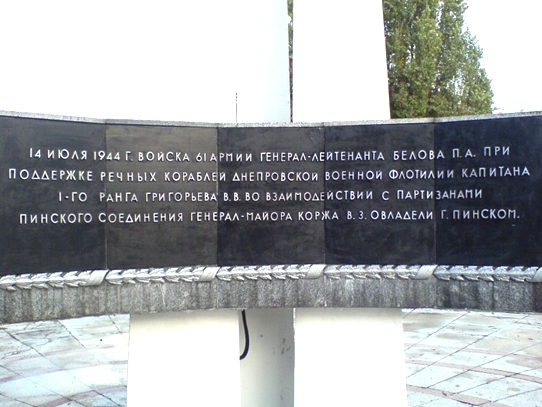 14 ИЮЛЯ 1944 Г. ВОЙСКА 61 АРМИИ ГЕНЕРАЛ-ЛЕЙТЕНАНТА БЕЛОВА П.А. ПРИ
ПОДДЕРЖКЕ РЕЧНЫХ КОРАБЛЕЙ ДНЕПРОВСКОЙ ВОЕННОЙ ФЛОТИЛИИ КАПИТАНА
1-ГО РАНГА ГРИГОРЬЕВА В.В. ВО ВЗАИМОДЕЙСТВИИ С ПАРТИЗАНАМИ
ПИНСКОГО СОЕДИНЕНИЯ ГЕНЕРАЛ-МАЙОРА КОРЖА В.З. ОВЛАДЕЛИ Г. ПИНСКОМ.